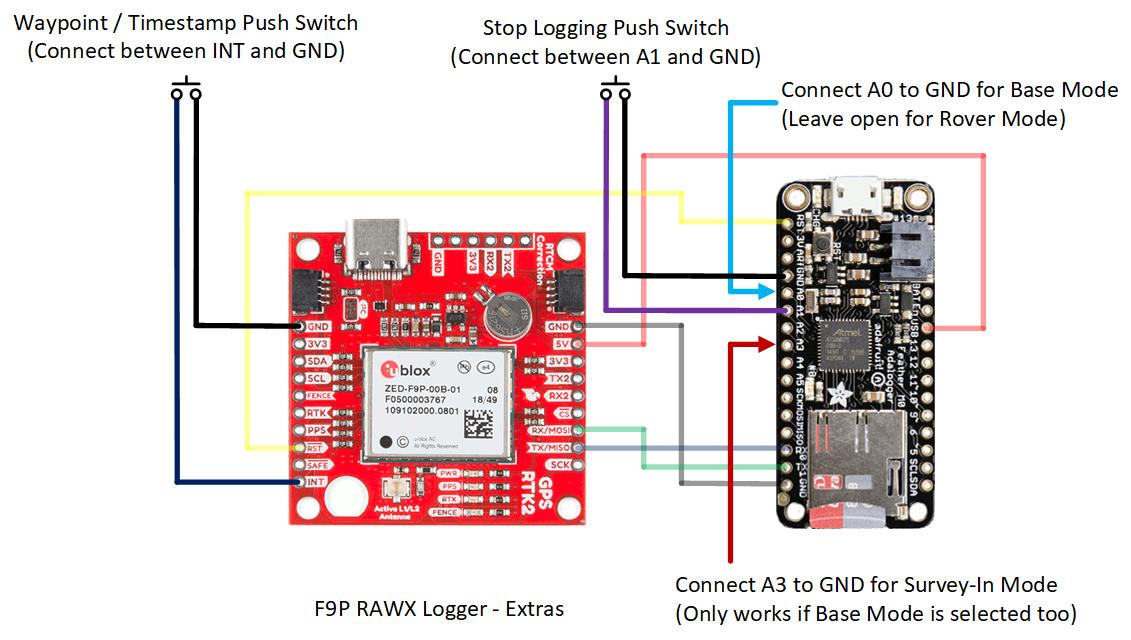 Waypoint / Timestamp Push Switch
(Connect between INT and GND)
Stop Logging Push Switch
(Connect between A1 and GND)
Connect A0 to GND for Base Mode
(Leave open for Rover Mode)
GND
3V3
RX2
TX2
RTCM
Correction
GND
3V3
SDA
SCL
FENCE
RTK
PPS
RST
SAFE
INT
GND
5V
3V3
TX2
RX2
CS
RX/MOSI
TX/MISO
SCK
ublox
ZED-F9P-00B-01
08
F0500003767
18/49
109102000.0801
u-blox AG
All Rights Reserved
PWR
PPS
RTK
FENCE
GPS
RTK2
Active L1/L2
Antenna
RST
3V
GND
A0
A1
A2
A3
A4
A5
SCK
MOSI
MISO
GND
CHG
RST
BAT
En
USB
13
12
11
10
9
6
5
SCL
SDA
Atmel
adafruit
Feather M0
Adalogger
Connect A3 to GND for Survey-In Mode
(Only works if Base Mode is selected too)
F9P RAWX Logger - Extras